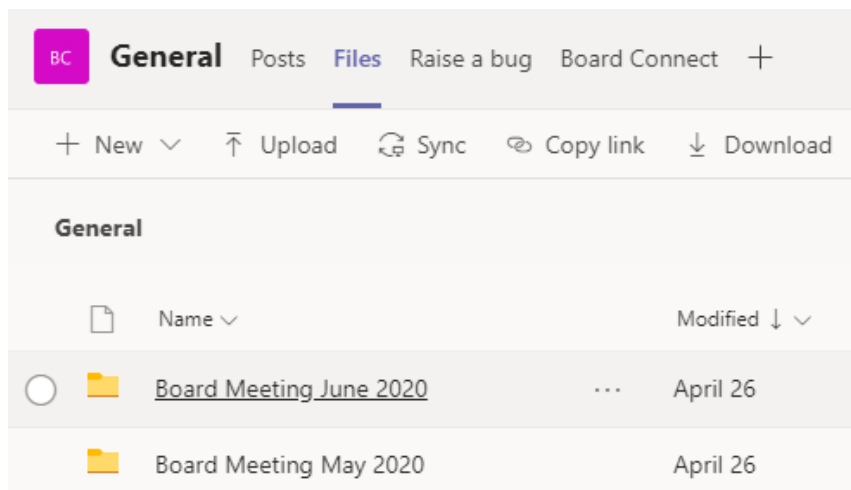 BC General Posts Files Raise a bug Board Connect
New Upload Sync Copy link Download
General
Name Modified
Board Meeting June 2020 ... April 26
Board Meeting May 2020 April 26